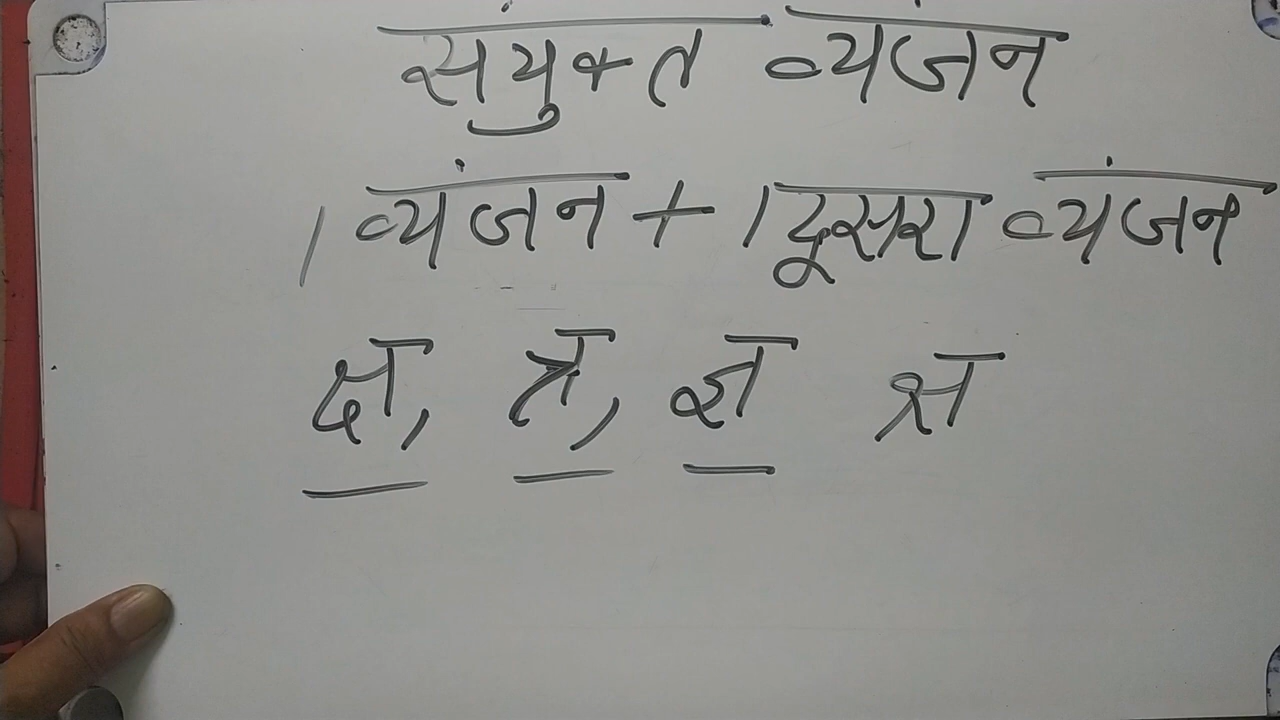 संयुक्त व्यंजन
1 व्यंजन + 1 दूसरा व्यंजन
क्ष, त्र, ज्ञ श्र